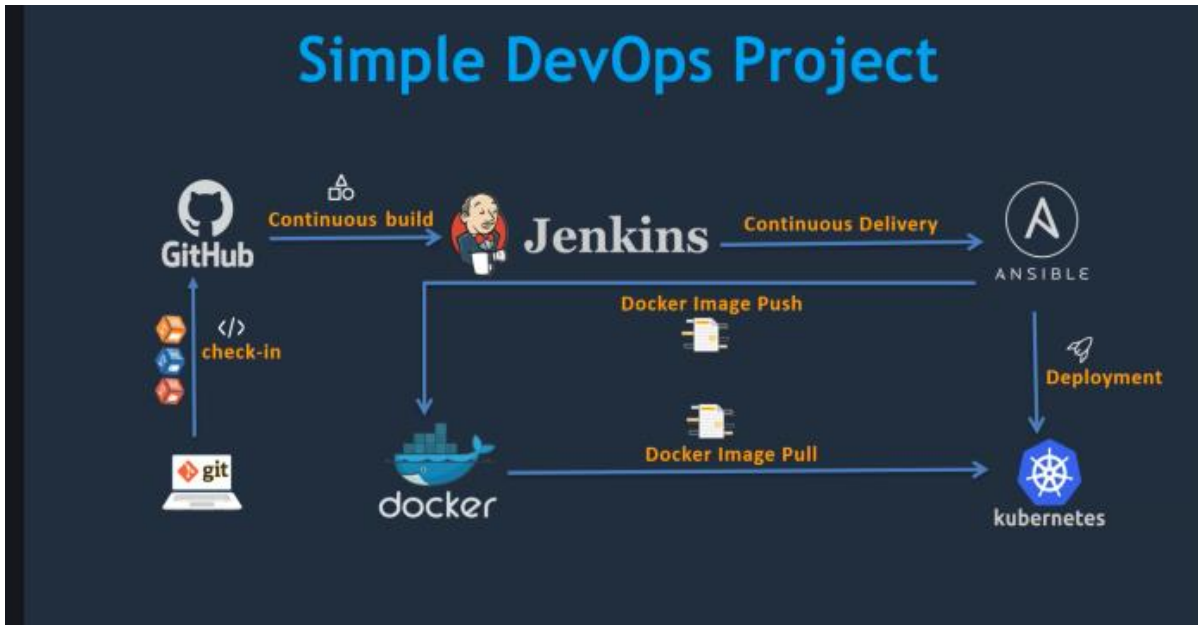 Simple DevOps Project
GitHub
Continuous build
Jenkins
Continuous Delivery
ANSIBLE
Docker Image Push
</>
check-in
Deployment
git
docker
Docker Image Pull
kubernetes